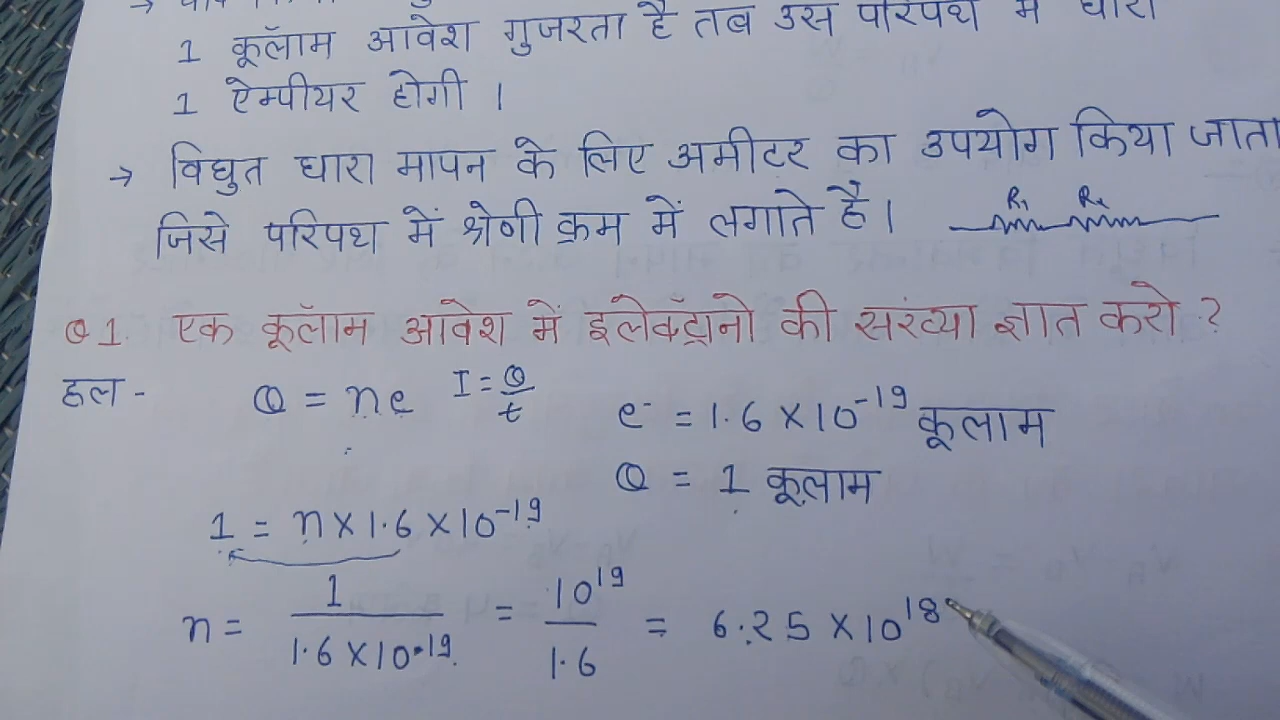 1 कूलॉम आवेश गुजरता है तब उस परिपथ में धारा
1 ऐम्पीयर होगी ।
→ विधुत धारा मापन के लिए अमीटर का उपयोग किया जाता
जिसे परिपथ में श्रेणी क्रम में लगाते है। R₁ R₂
Q1. एक कूलॉम आवेश में इलेक्ट्रॉनो की संख्या ज्ञात करो ?
हल - Q = ne I = Q/t e⁻ = 1.6 × 10⁻¹⁹ कूलाम
Q = 1 कूलाम
1 = n × 1.6 × 10⁻¹⁹
n = 1/(1.6 × 10⁻¹⁹) = 10¹⁹/1.6 = 6.25 × 10¹⁸